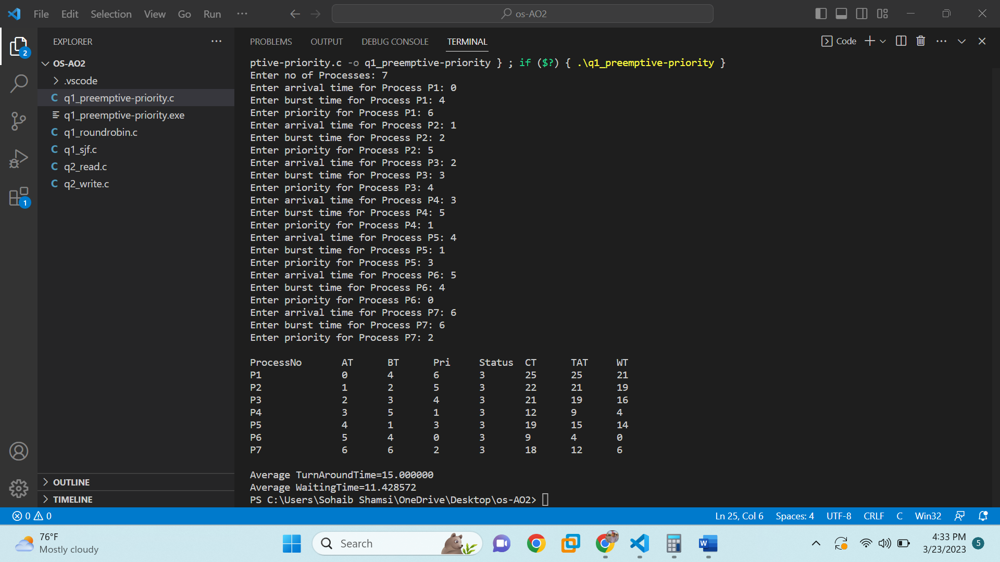 File Edit Selection View Go Run ··· os-AO2
EXPLORER ···
PROBLEMS OUTPUT DEBUG CONSOLE TERMINAL Code
OS-AO2
.vscode
C q1_preemptive-priority.c
q1_preemptive-priority.exe
C q1_roundrobin.c
C q1_sjf.c
C q2_read.c
C q2_write.c
2
1
OUTLINE
TIMELINE
ptive-priority.c -o q1_preemptive-priority } ; if ($?) { .\q1_preemptive-priority }
Enter no of Processes: 7
Enter arrival time for Process P1: 0
Enter burst time for Process P1: 4
Enter priority for Process P1: 6
Enter arrival time for Process P2: 1
Enter burst time for Process P2: 2
Enter priority for Process P2: 5
Enter arrival time for Process P3: 2
Enter burst time for Process P3: 3
Enter priority for Process P3: 4
Enter arrival time for Process P4: 3
Enter burst time for Process P4: 5
Enter priority for Process P4: 1
Enter arrival time for Process P5: 4
Enter burst time for Process P5: 1
Enter priority for Process P5: 3
Enter arrival time for Process P6: 5
Enter burst time for Process P6: 4
Enter priority for Process P6: 0
Enter arrival time for Process P7: 6
Enter burst time for Process P7: 6
Enter priority for Process P7: 2
ProcessNo AT BT Pri Status CT TAT WT
P1 0 4 6 3 25 25 21
P2 1 2 5 3 22 21 19
P3 2 3 4 3 21 19 16
P4 3 5 1 3 12 9 4
P5 4 1 3 3 19 15 14
P6 5 4 0 3 9 4 0
P7 6 6 2 3 18 12 6
Average TurnAroundTime=15.000000
Average WaitingTime=11.428572
PS C:\Users\Sohaib Shamsi\OneDrive\Desktop\os-AO2>
0 0 Ln 25, Col 6 Spaces: 4 UTF-8 CRLF C Win32
76°F
Mostly cloudy
Search
W
4:33 PM
3/23/2023
5